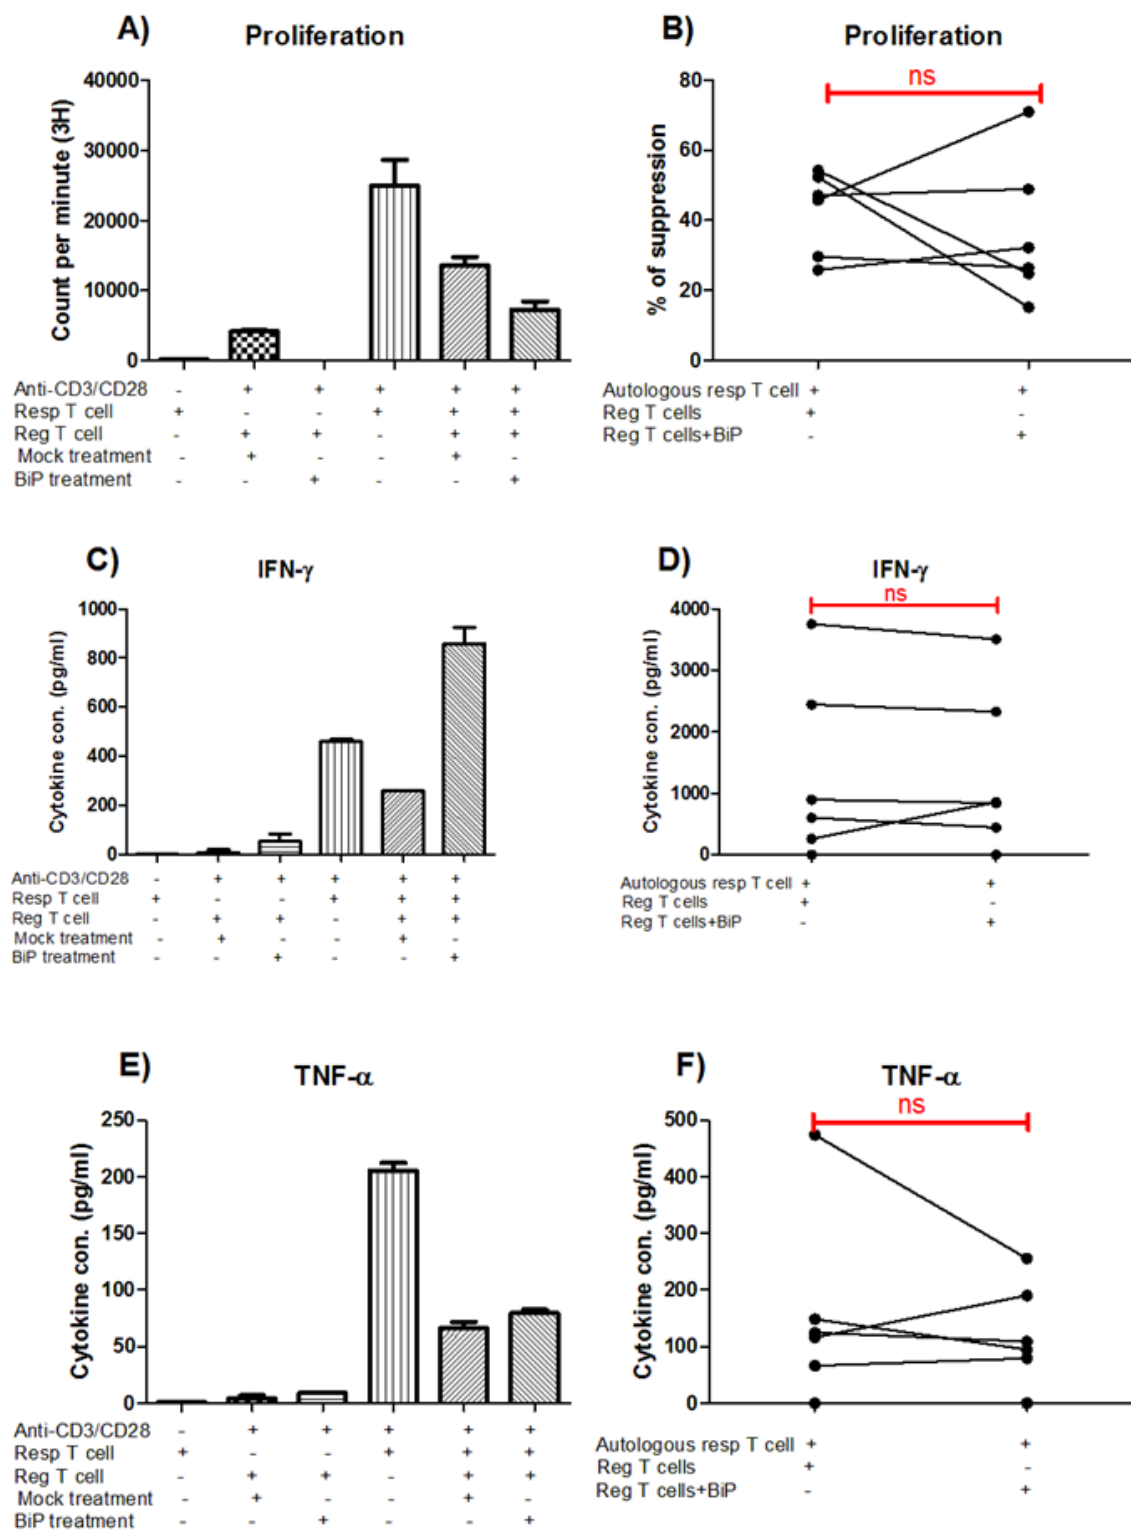 A)
Proliferation
Count per minute (3H)
40000
30000
20000
10000
0
Anti-CD3/CD28 - + + + + +
Resp T cell + - - + + +
Reg T cell - + + - + +
Mock treatment - + - - + -
BiP treatment - - + - - +
B)
Proliferation
ns
% of suppression
80
60
40
20
0
Autologous resp T cell + +
Reg T cells + -
Reg T cells+BiP - +
C)
IFN-γ
Cytokine con. (pg/ml)
1000
800
600
400
200
0
Anti-CD3/CD28 - + + + + +
Resp T cell + - - + + +
Reg T cell - + + - + +
Mock treatment - + - - + -
BiP treatment - - + - - +
D)
IFN-γ
ns
Cytokine con. (pg/ml)
4000
3000
2000
1000
0
Autologous resp T cell + +
Reg T cells + -
Reg T cells+BiP - +
E)
TNF-α
Cytokine con. (pg/ml)
250
200
150
100
50
0
Anti-CD3/CD28 - + + + + +
Resp T cell + - - + + +
Reg T cell - + + - + +
Mock treatment - + - - + -
BiP treatment - - + - - +
F)
TNF-α
ns
Cytokine con. (pg/ml)
500
400
300
200
100
0
Autologous resp T cell + +
Reg T cells + -
Reg T cells+BiP - +